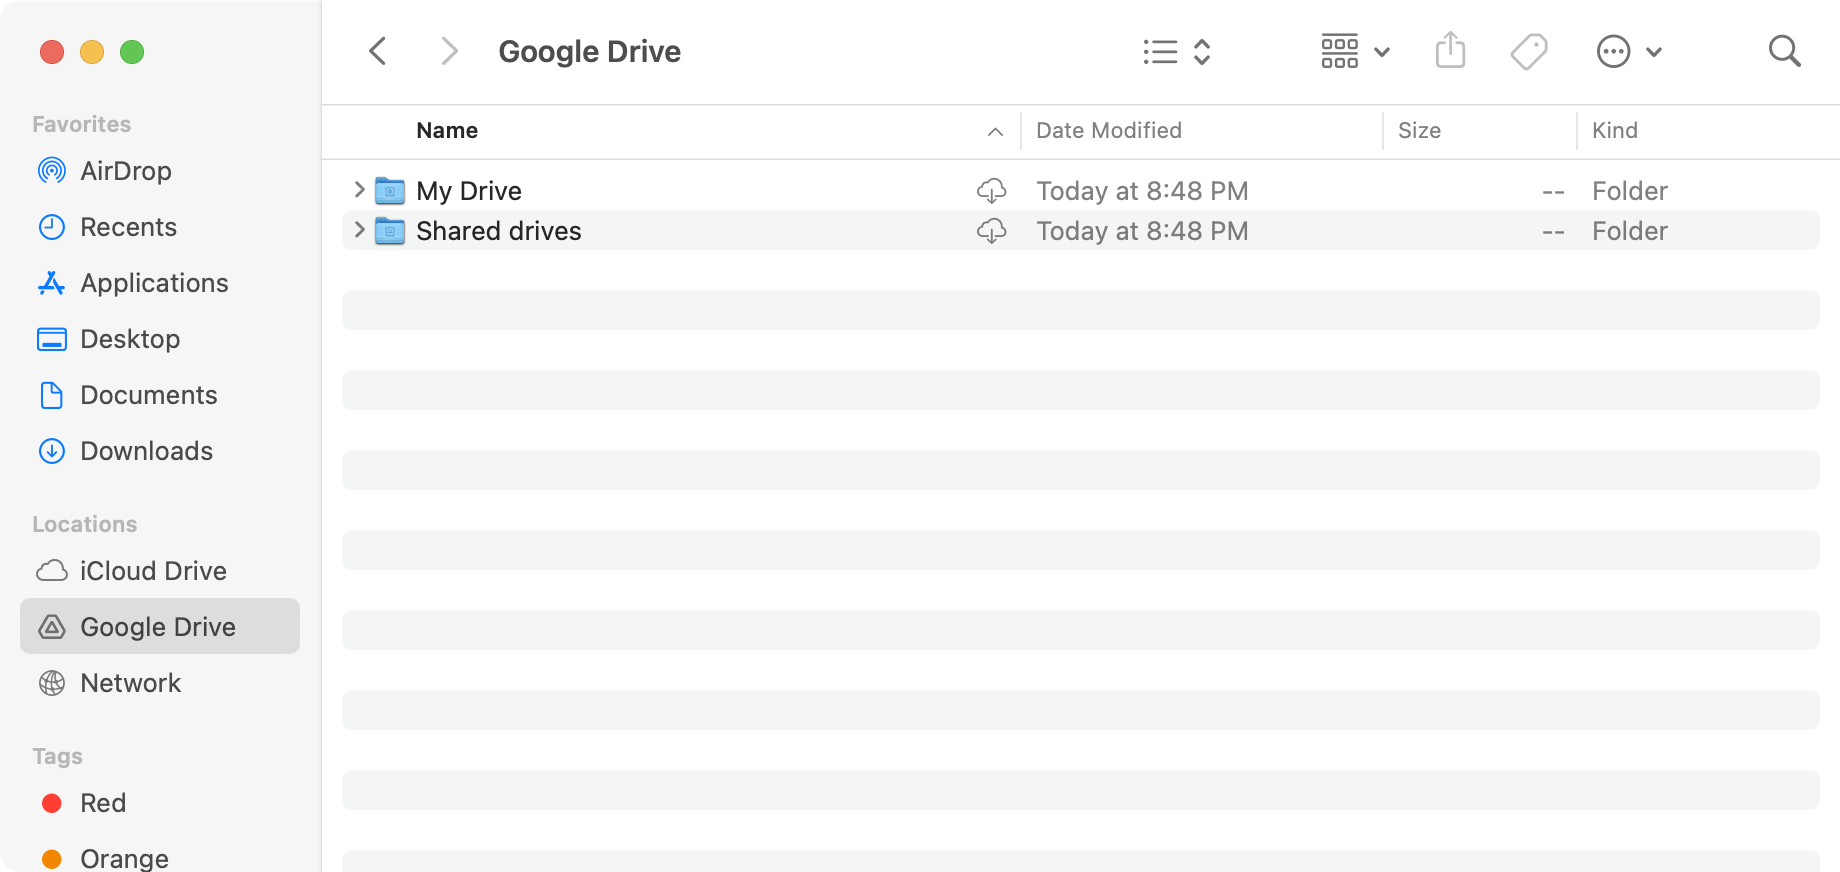 Google Drive
Favorites
AirDrop
Recents
Applications
Desktop
Documents
Downloads
Locations
iCloud Drive
Google Drive
Network
Tags
Red
Orange
Name Date Modified Size Kind
My Drive Today at 8:48 PM -- Folder
Shared drives Today at 8:48 PM -- Folder